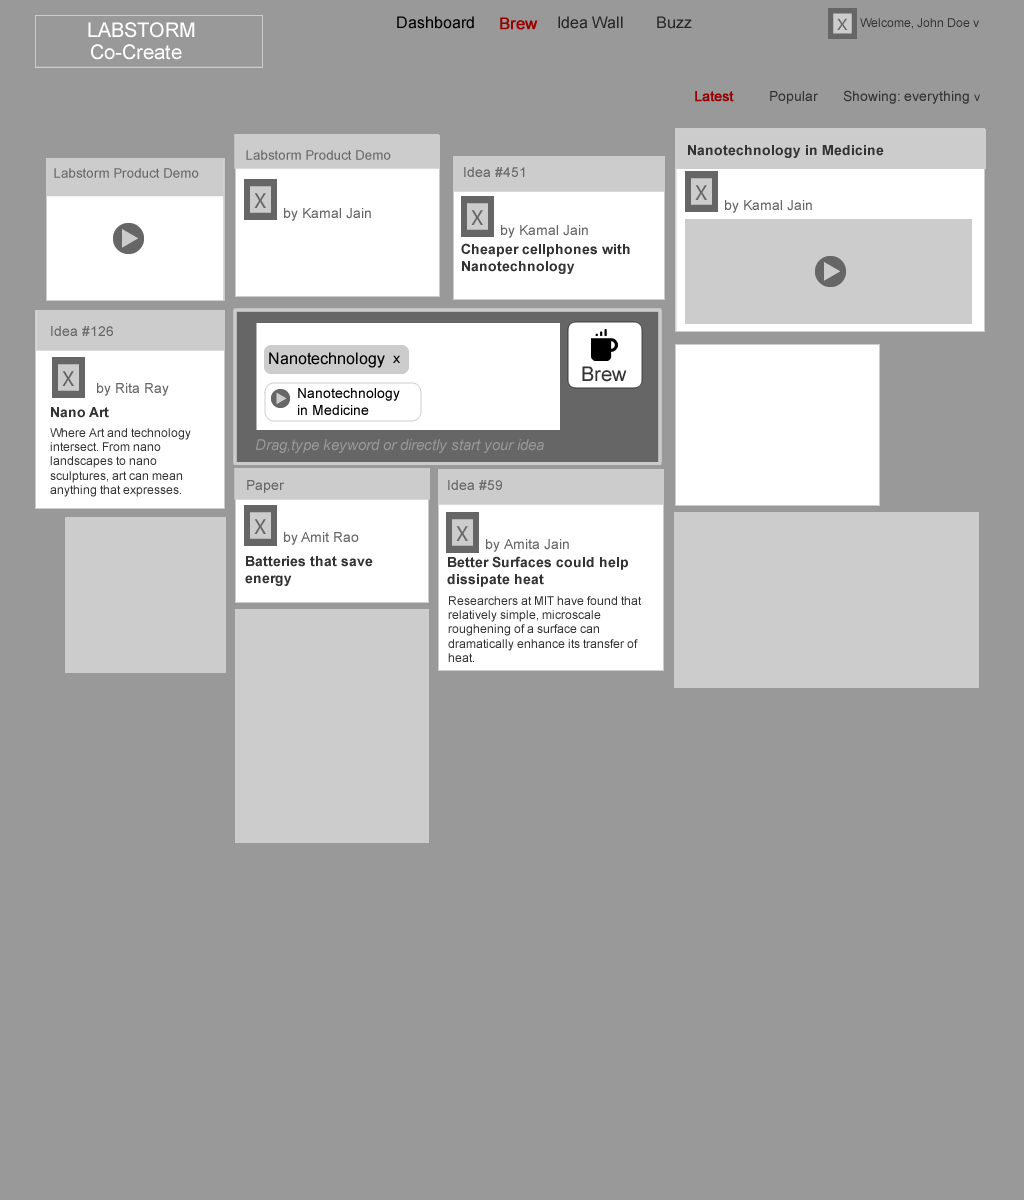 LABSTORM
Co-Create
Dashboard Brew Idea Wall Buzz
X Welcome, John Doe v
Latest Popular Showing: everything v
Labstorm Product Demo
Labstorm Product Demo
X by Kamal Jain
Idea #451
X by Kamal Jain
Cheaper cellphones with
Nanotechnology
Nanotechnology in Medicine
X by Kamal Jain
Idea #126
X by Rita Ray
Nano Art
Where Art and technology
intersect. From nano
landscapes to nano
sculptures, art can mean
anything that expresses.
Nanotechnology x
Nanotechnology
in Medicine
Brew
Drag,type keyword or directly start your idea
Paper
X by Amit Rao
Batteries that save
energy
Idea #59
X by Amita Jain
Better Surfaces could help
dissipate heat
Researchers at MIT have found that
relatively simple, microscale
roughening of a surface can
dramatically enhance its transfer of
heat.